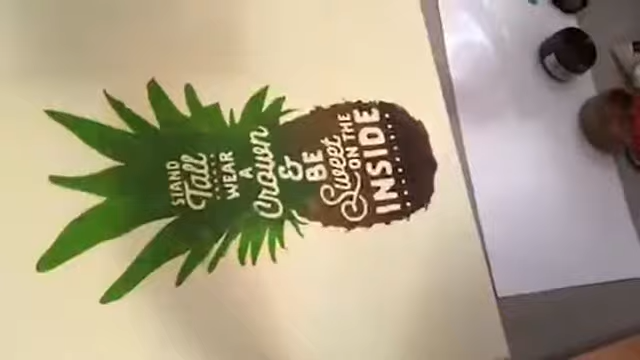 STAND
Tall
WEAR
A
Crown
&
BE
Sweet
ON THE
INSIDE